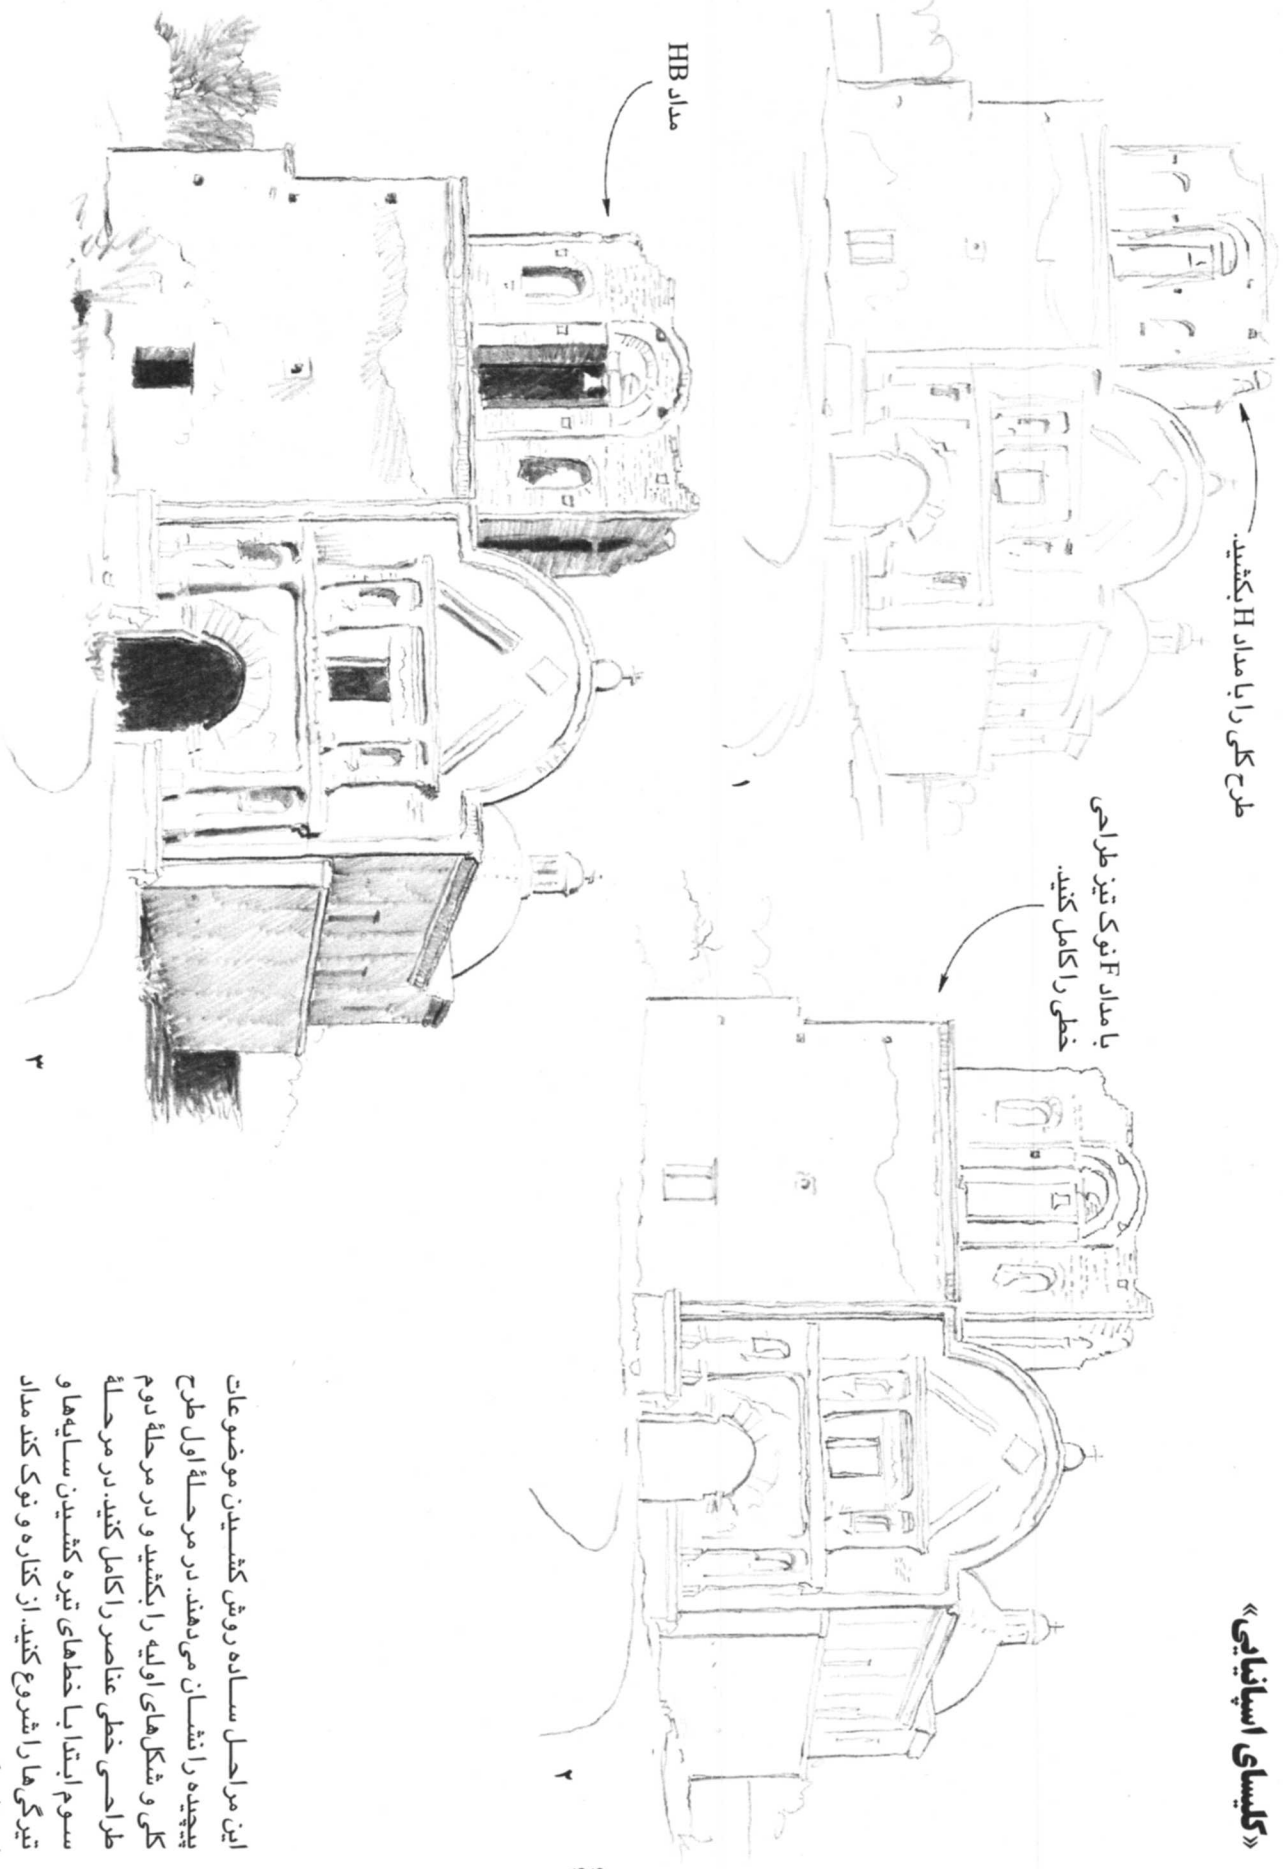 «کلیسای اسپانیایی»
طرح کلی را با مداد H بکشید.
۱
با مداد F نوک تیز طراحی
خطی را کامل کنید.
۲
مداد HB
۳
این مراحل ساده روش کشیدن موضوعات
پیچیده را نشان می‌دهند. در مرحلهٔ اول طرح
کلی و شکل‌های اولیه را بکشید و در مرحلهٔ دوم
طراحی خطی عناصر را کامل کنید. در مرحلهٔ
سوم ابتدا با خط‌های تیره کشیدن سایه‌ها و
تیرگی‌ها را شروع کنید. از کناره و نوک کند مداد